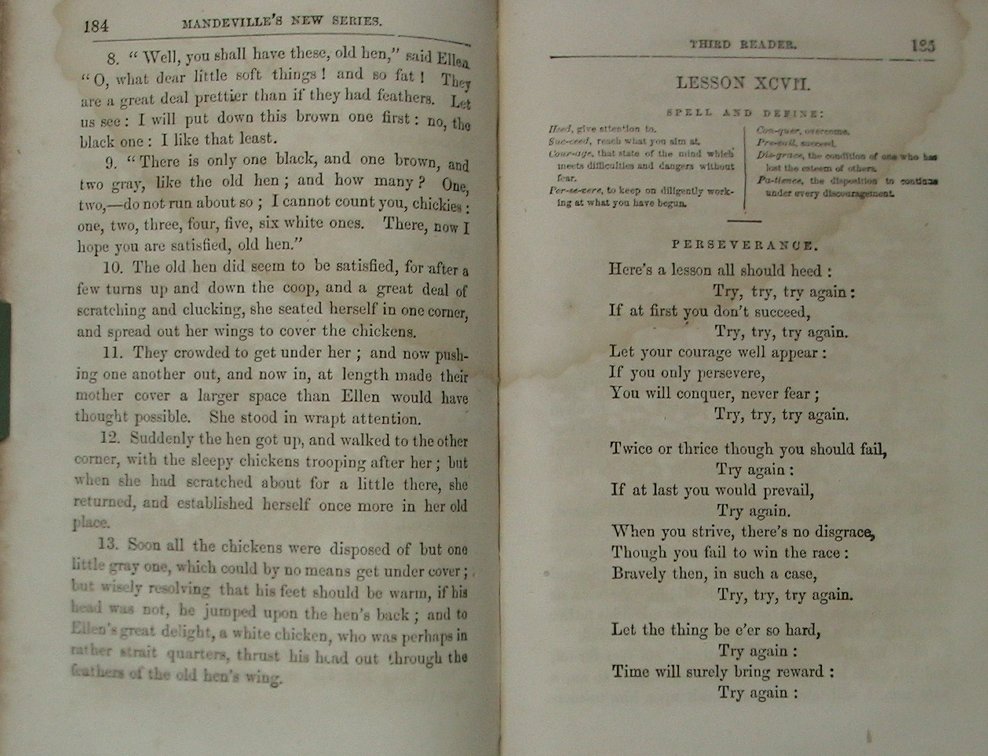 184 MANDEVILLE'S NEW SERIES.
8. "Well, you shall have these, old hen," said Ellen.
"O, what dear little soft things! and so fat! They
are a great deal prettier than if they had feathers. Let
us see: I will put down this brown one first: no, the
black one: I like that least.
9. "There is only one black, and one brown, and
two gray, like the old hen; and how many? One,
two,—do not run about so; I cannot count you, chickies:
one, two, three, four, five, six white ones. There, now I
hope you are satisfied, old hen."
10. The old hen did seem to be satisfied, for after a
few turns up and down the coop, and a great deal of
scratching and clucking, she seated herself in one corner,
and spread out her wings to cover the chickens.
11. They crowded to get under her; and now push-
ing one another out, and now in, at length made their
mother cover a larger space than Ellen would have
thought possible. She stood in wrapt attention.
12. Suddenly the hen got up, and walked to the other
corner, with the sleepy chickens trooping after her; but
when she had scratched about for a little there, she
returned, and established herself once more in her old
place.
13. Soon all the chickens were disposed of but one
little gray one, which could by no means get under cover;
but wisely resolving that his feet should be warm, if his
head was not, he jumped upon the hen's back; and to
Ellen's great delight, a white chicken, who was perhaps in
rather strait quarters, thrust his head out through the
feathers of the old hen's wing.
THIRD READER. 185
LESSON XCVII.
SPELL AND DEFINE:
Heed, give attention to.
Suc-ceed, reach what you aim at.
Cour-age, that state of the mind which
meets difficulties and dangers without
fear.
Per-se-vere, to keep on diligently work-
ing at what you have begun.
Con-quer, overcome.
Pre-vail, succeed.
Dis-grace, the condition of one who has
lost the esteem of others.
Pa-tience, the disposition to continue
under every discouragement.
PERSEVERANCE.
Here's a lesson all should heed:
Try, try, try again:
If at first you don't succeed,
Try, try, try again.
Let your courage well appear:
If you only persevere,
You will conquer, never fear;
Try, try, try again.
Twice or thrice though you should fail,
Try again:
If at last you would prevail,
Try again.
When you strive, there's no disgrace,
Though you fail to win the race:
Bravely then, in such a case,
Try, try, try again.
Let the thing be e'er so hard,
Try again:
Time will surely bring reward:
Try again: